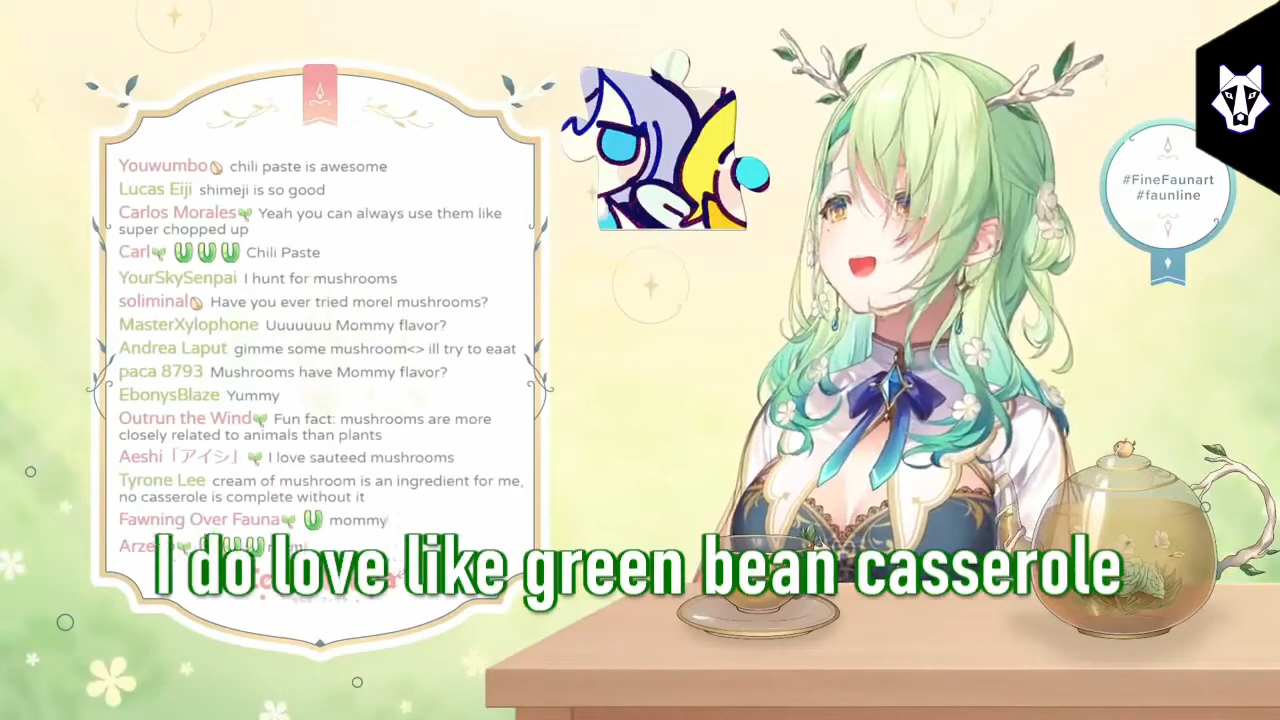 Youwumbo chili paste is awesome
Lucas Eiji shimeji is so good
Carlos Morales Yeah you can always use them like
super chopped up
Carl UUU Chili Paste
YourSkySenpai I hunt for mushrooms
soliminal Have you ever tried morel mushrooms?
MasterXylophone Uuuuuuu Mommy flavor?
Andrea Laput gimme some mushroom<> ill try to eaat
paca 8793 Mushrooms have Mommy flavor?
EbonysBlaze Yummy
Outrun the Wind Fun fact: mushrooms are more
closely related to animals than plants
Aeshi「アイシ」 I love sauteed mushrooms
Tyrone Lee cream of mushroom is an ingredient for me,
no casserole is complete without it
Fawning Over Fauna U mommy
#FineFaunart
#faunline
I do love like green bean casserole